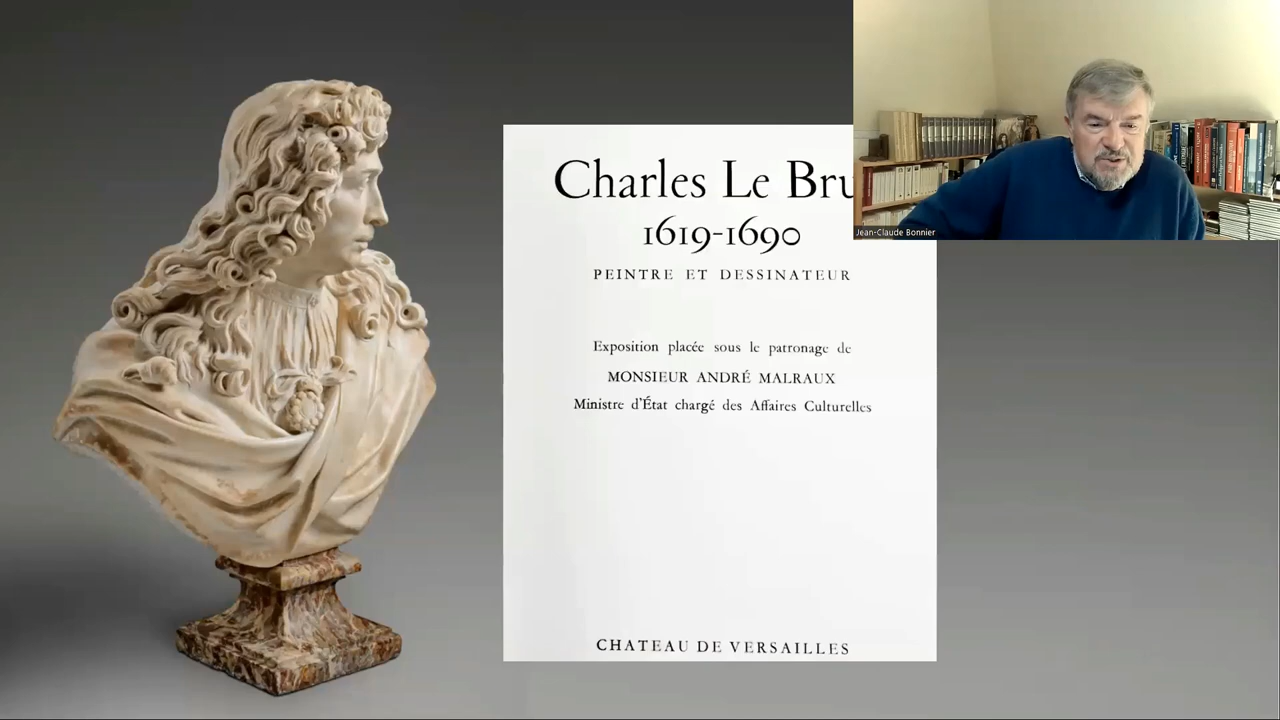 Charles Le Bru
1619-1690
PEINTRE ET DESSINATEUR
Exposition placée sous le patronage de
MONSIEUR ANDRÉ MALRAUX
Ministre d'État chargé des Affaires Culturelles
CHATEAU DE VERSAILLES
Jean-Claude Bonnier